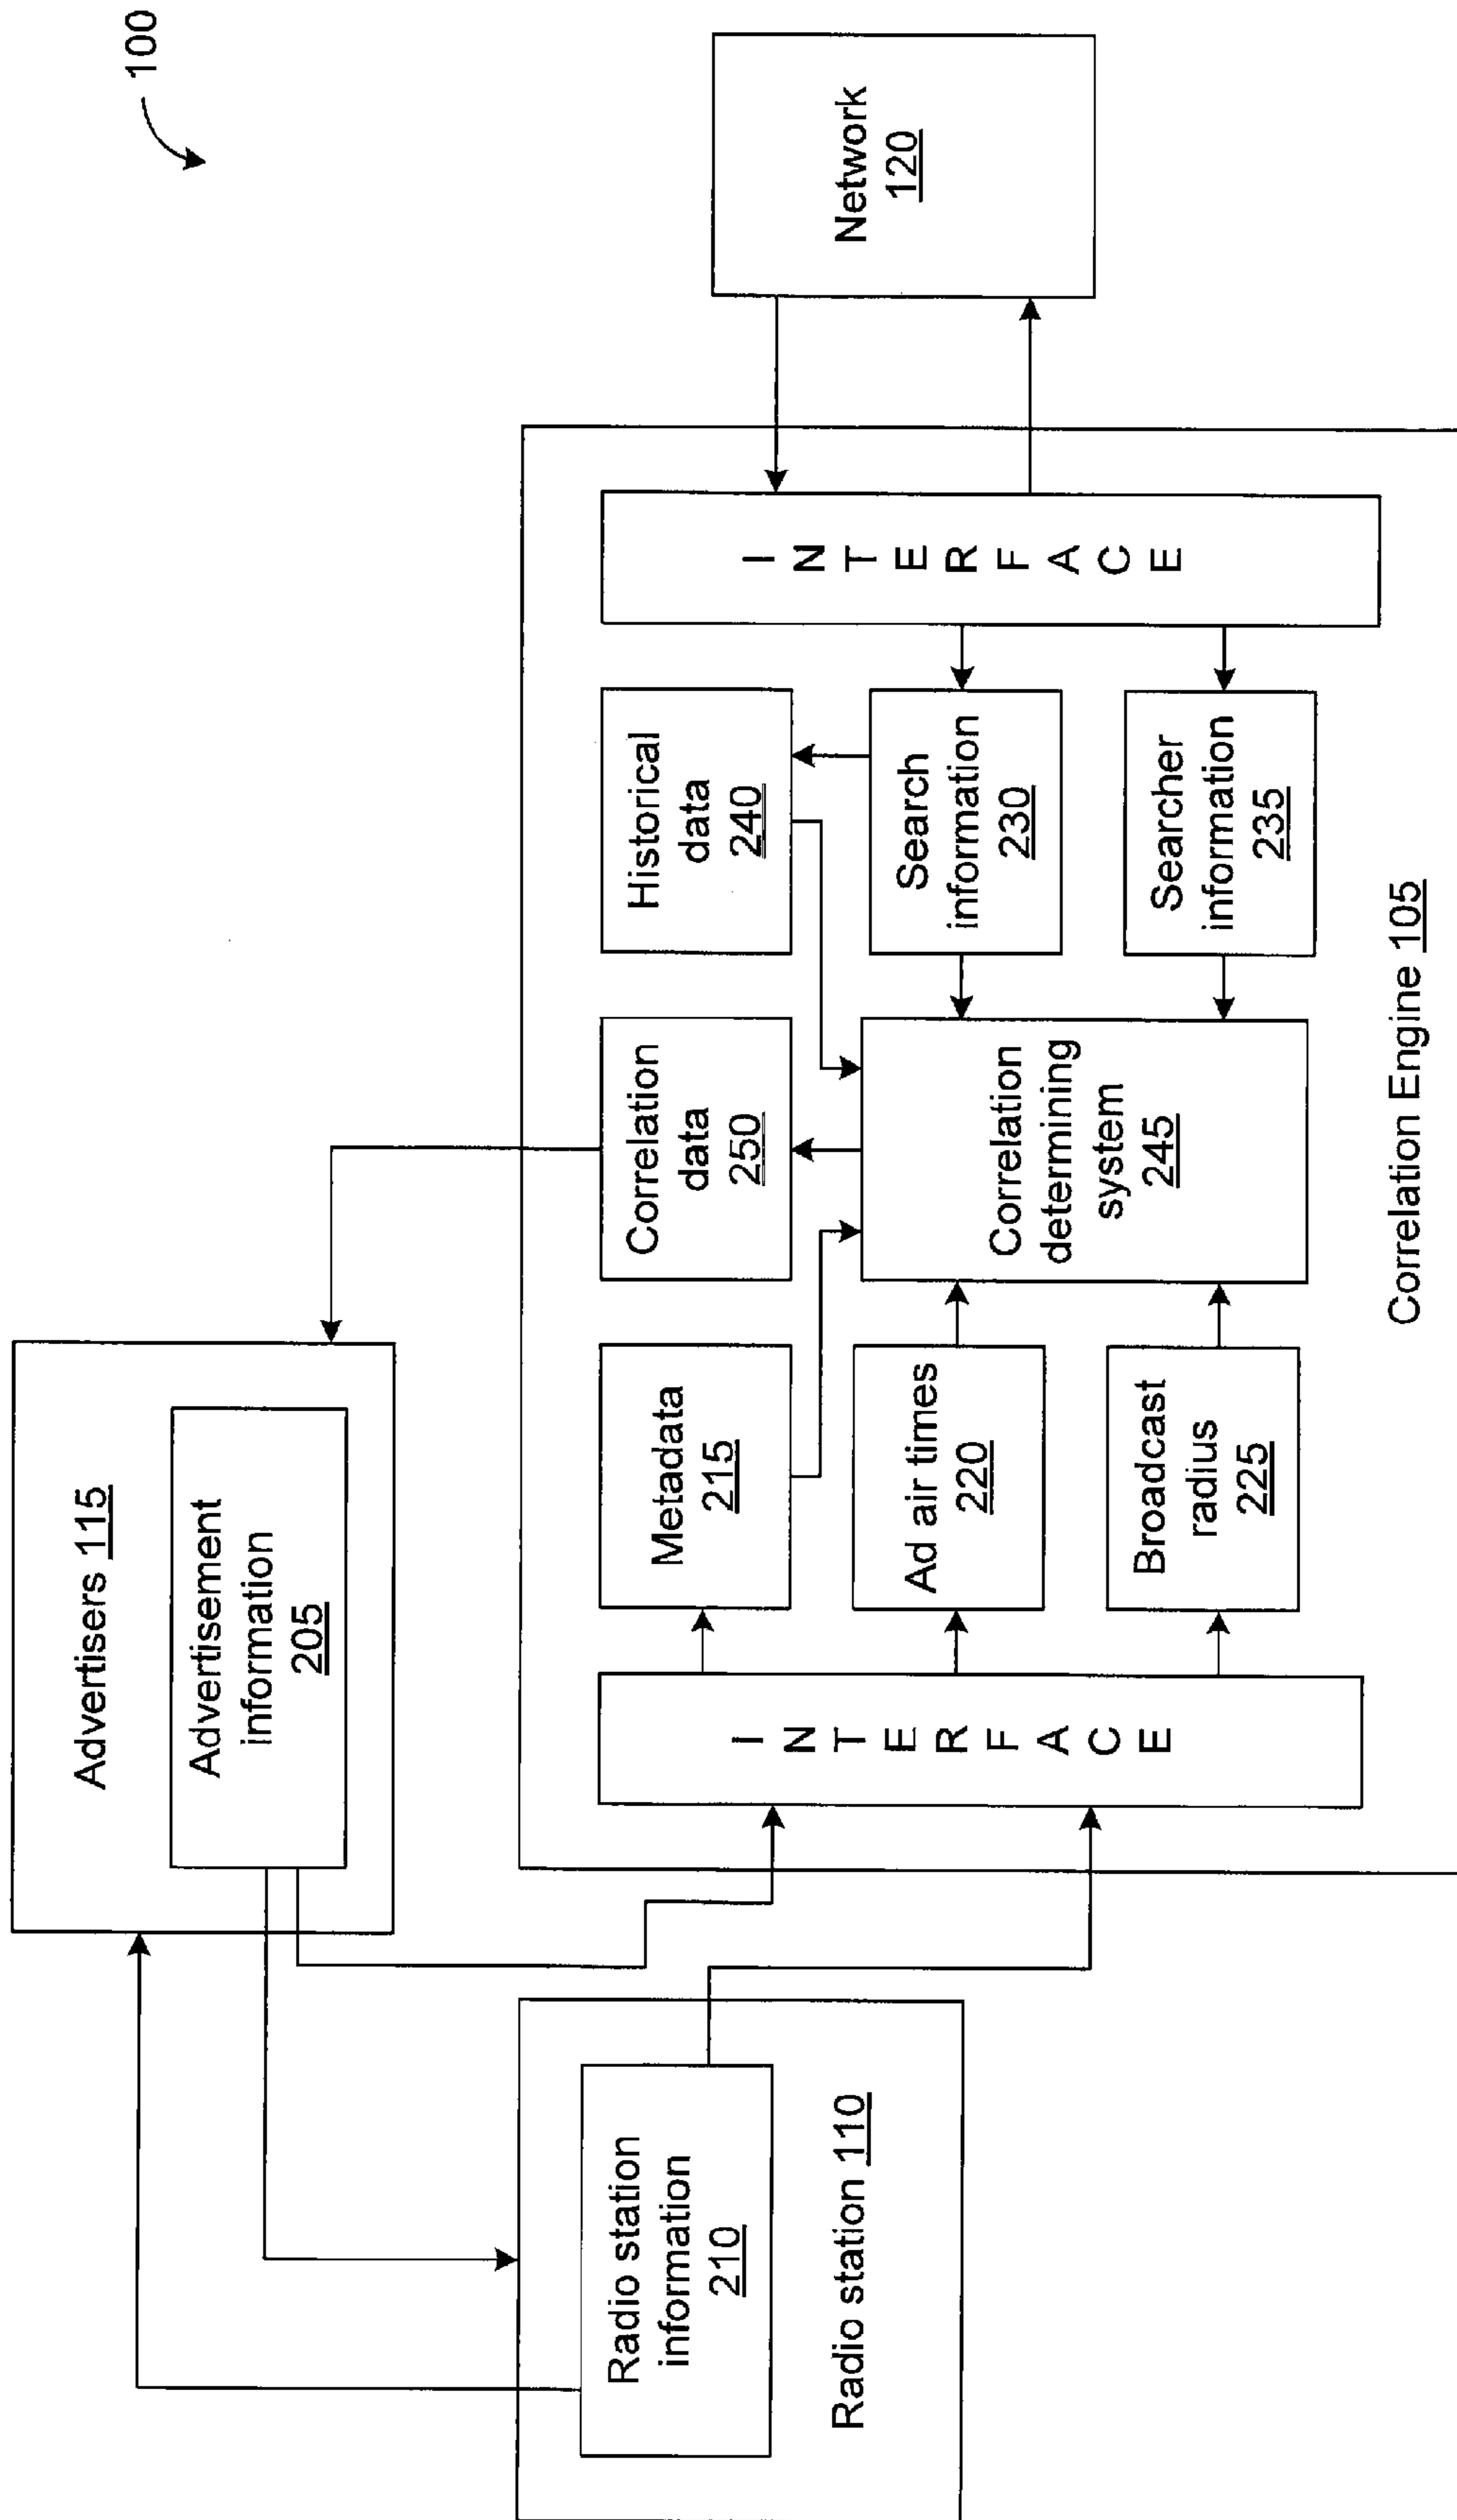 100
Advertisers 115
Advertisement
information
205
Radio station
information
210
Radio station 110
INTERFACE
Metadata
215
Ad air times
220
Broadcast
radius
225
Correlation
data
250
Correlation
determining
system
245
Historical
data
240
Search
information
230
Searcher
information
235
INTERFACE
Network
120
Correlation Engine 105